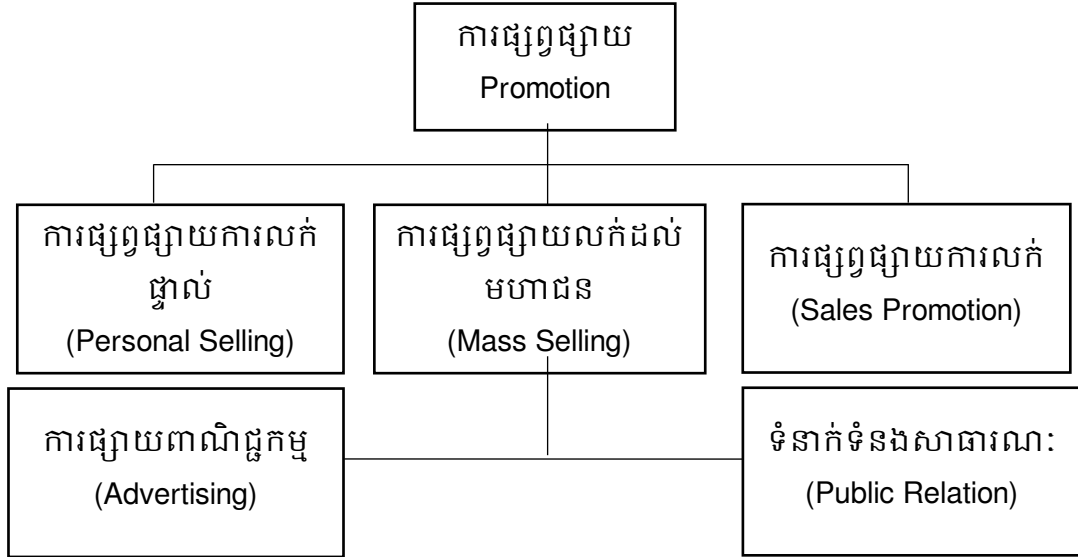 ការផ្សព្វផ្សាយ
Promotion
ការផ្សព្វផ្សាយការលក់
ផ្ទាល់
(Personal Selling)
ការផ្សព្វផ្សាយលក់ដល់
មហាជន
(Mass Selling)
ការផ្សព្វផ្សាយការលក់
(Sales Promotion)
ការផ្សាយពាណិជ្ជកម្ម
(Advertising)
ទំនាក់ទំនងសាធារណៈ
(Public Relation)